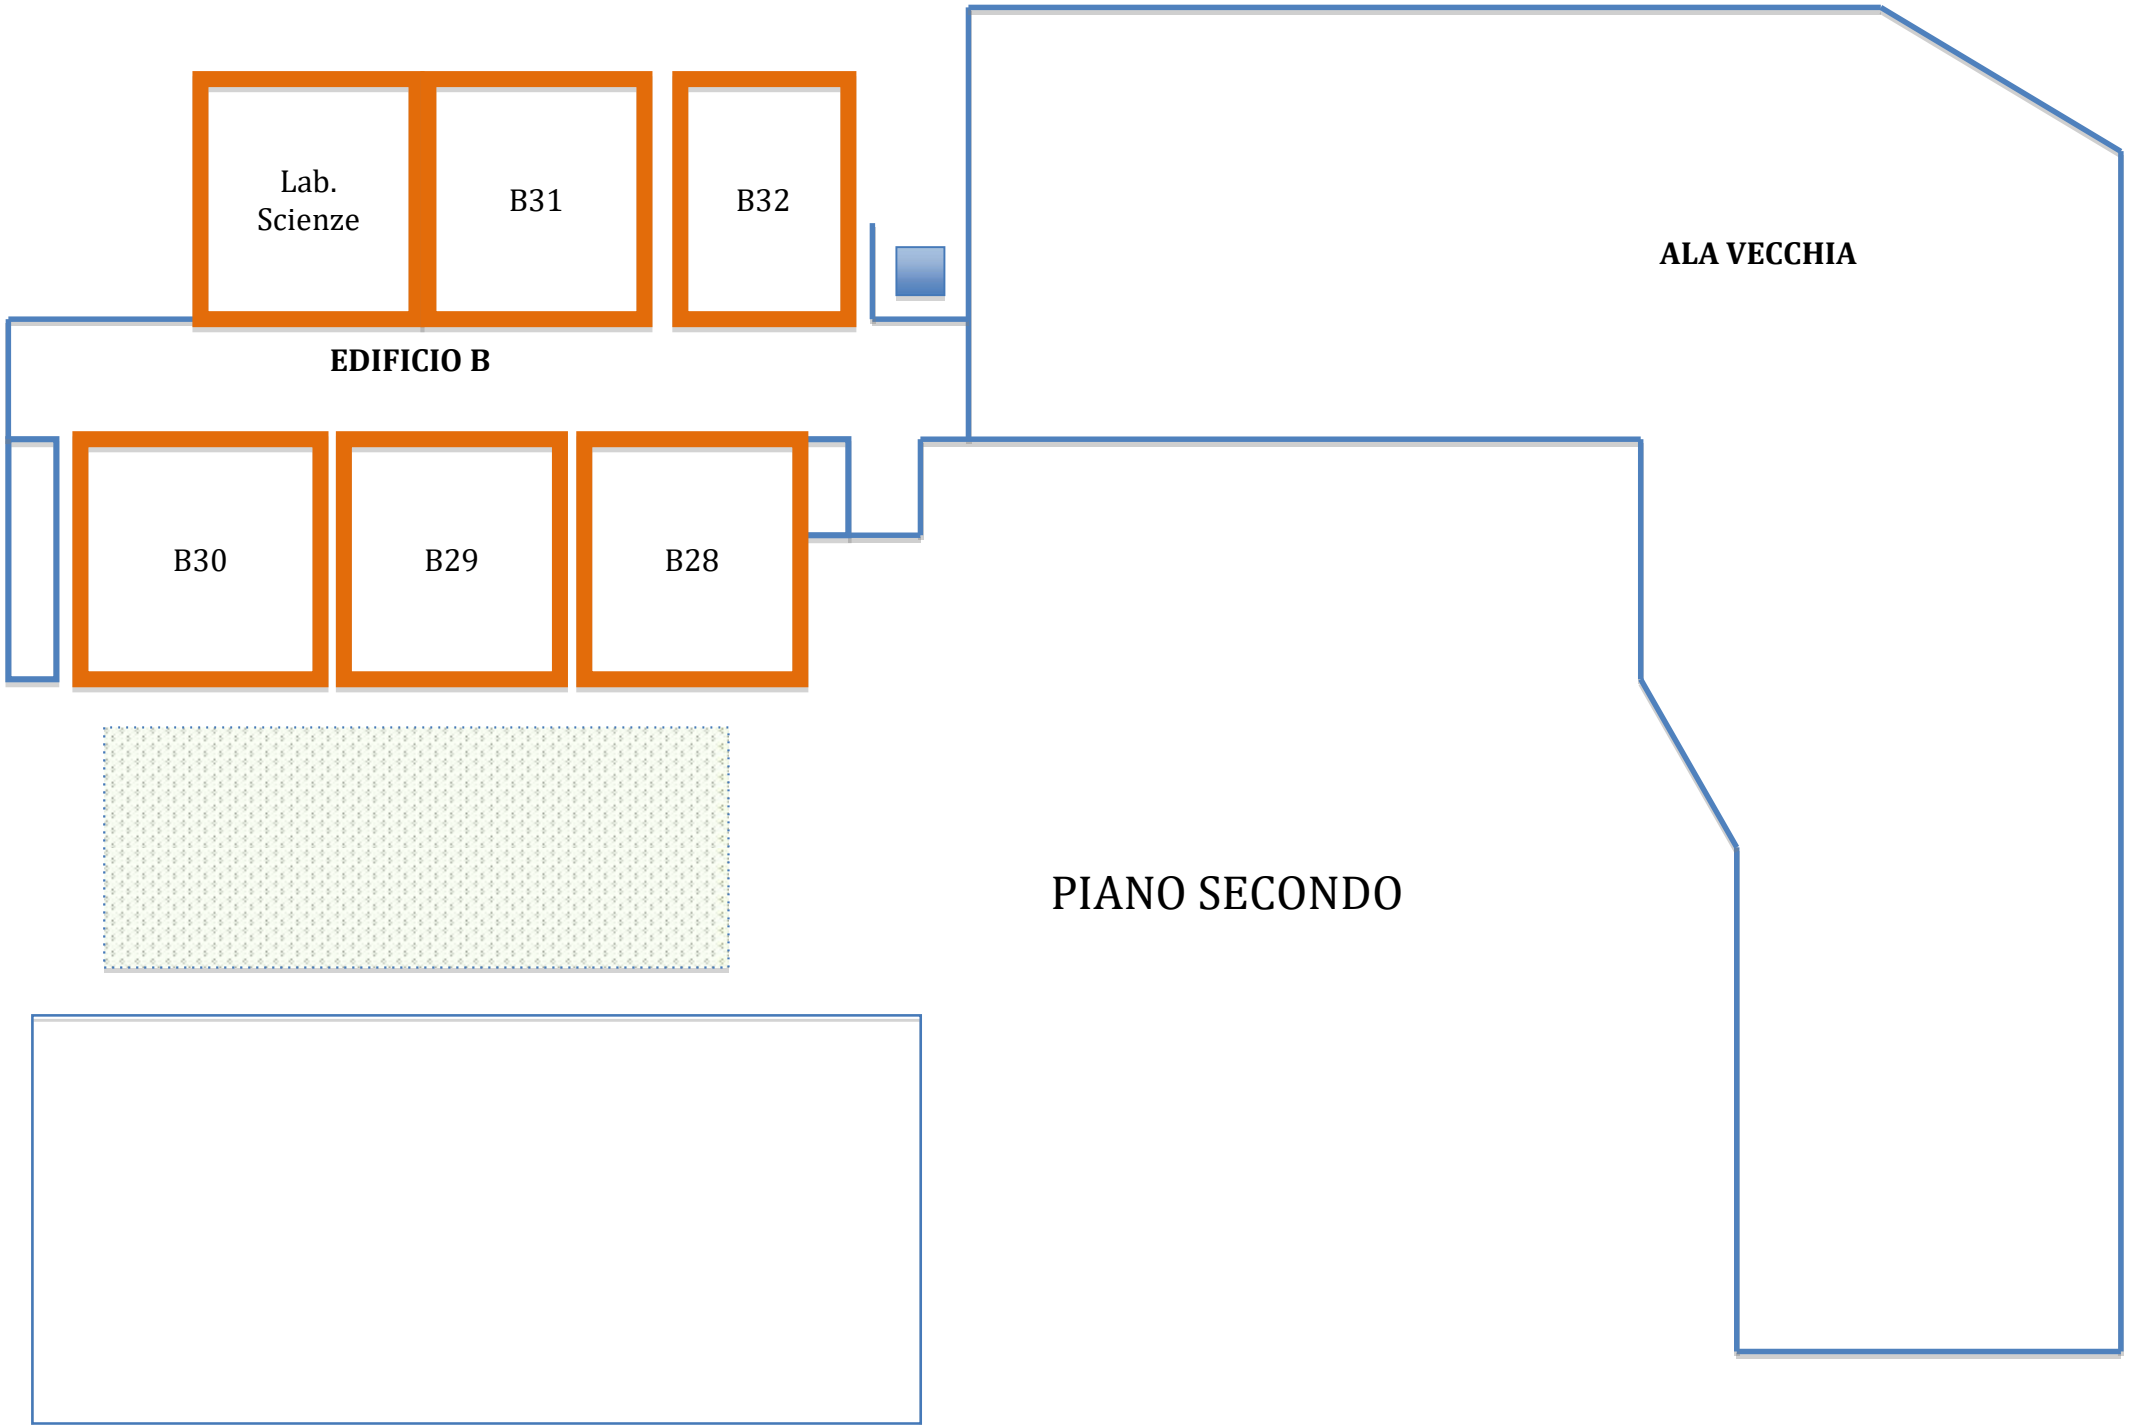 Lab.
Scienze
B31
B32
ALA VECCHIA
EDIFICIO B
B30
B29
B28
PIANO SECONDO